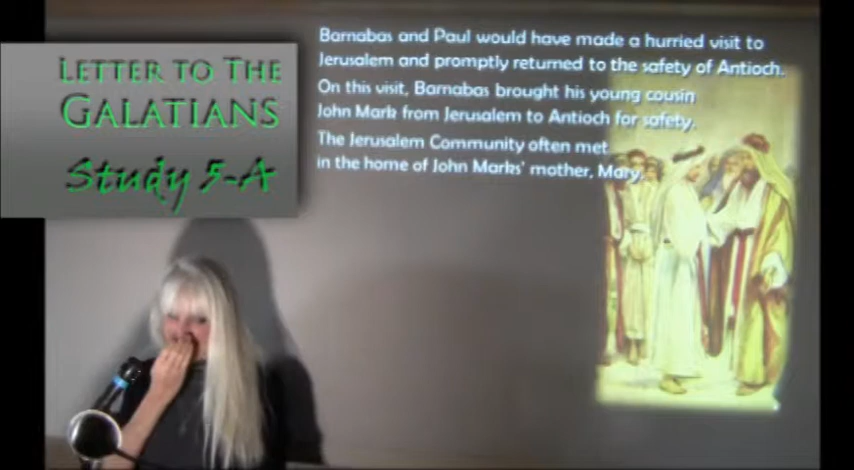 LETTER TO THE
GALATIANS
Study 5-A
Barnabas and Paul would have made a hurried visit to
Jerusalem and promptly returned to the safety of Antioch.
On this visit, Barnabas brought his young cousin
John Mark from Jerusalem to Antioch for safety.
The Jerusalem Community often met
in the home of John Marks' mother, Mary.